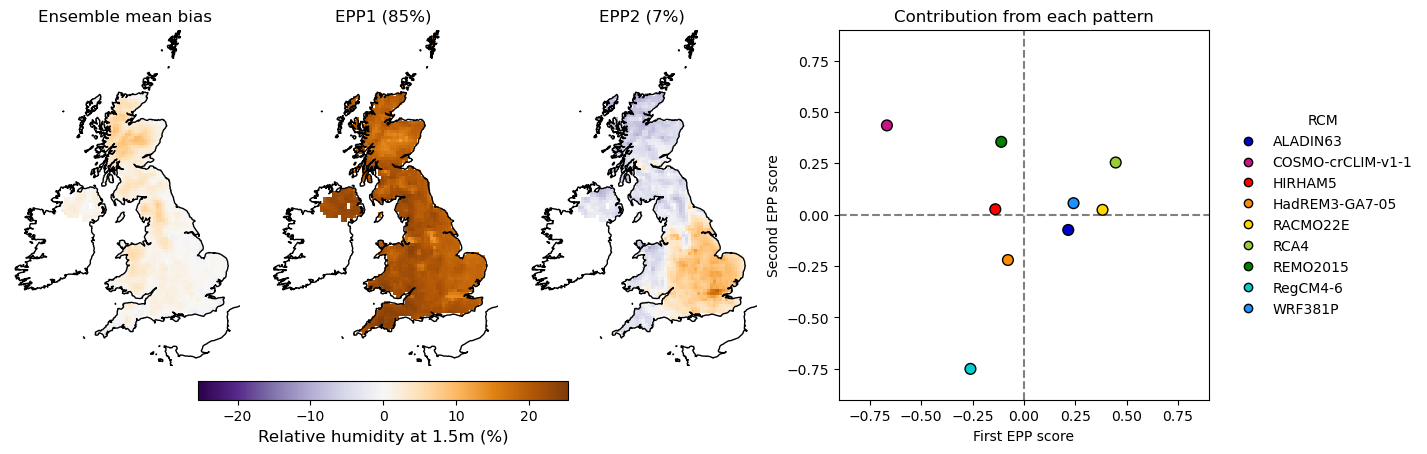 Ensemble mean bias
EPP1 (85%)
EPP2 (7%)
Contribution from each pattern
0.75
0.50
0.25
0.00
−0.25
−0.50
−0.75
Second EPP score
−0.75
−0.50
−0.25
0.00
0.25
0.50
0.75
First EPP score
RCM
ALADIN63
COSMO-crCLIM-v1-1
HIRHAM5
HadREM3-GA7-05
RACMO22E
RCA4
REMO2015
RegCM4-6
WRF381P
−20
−10
0
10
20
Relative humidity at 1.5m (%)